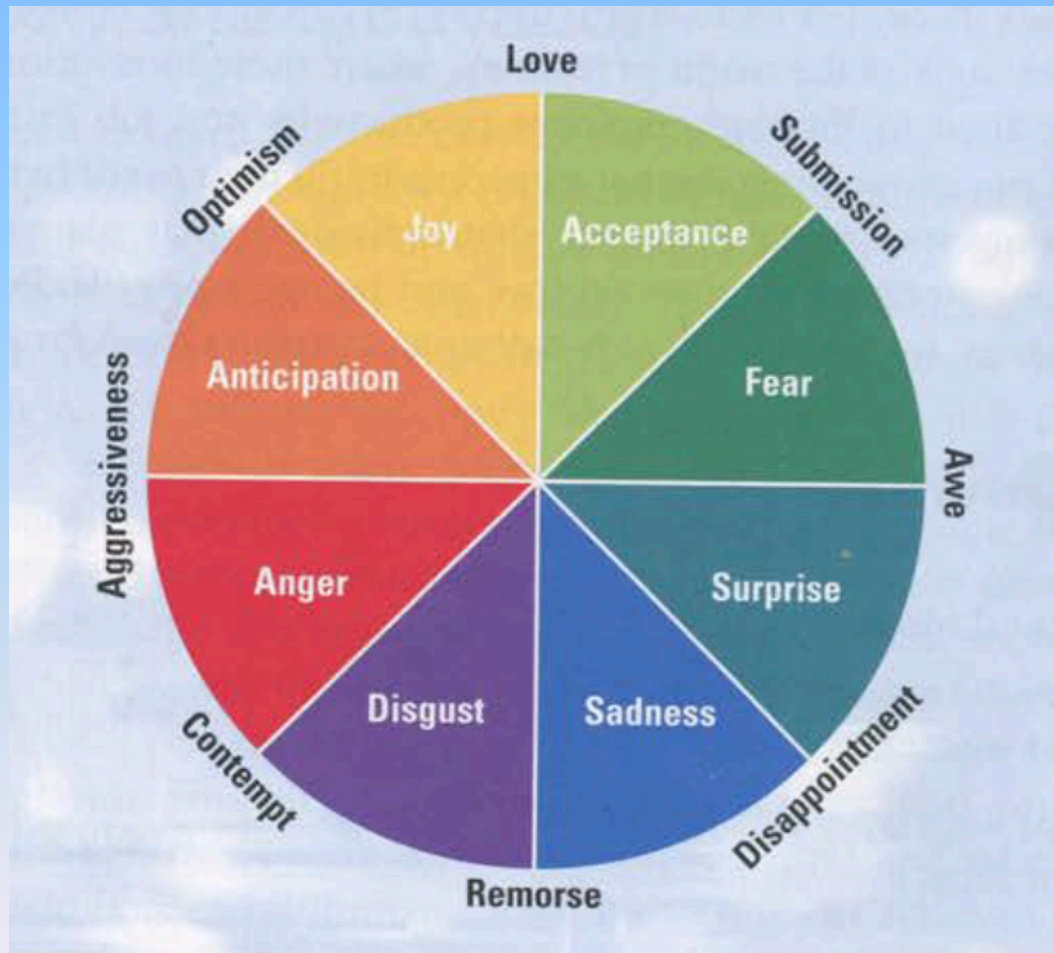 Love
Optimism
Submission
Joy
Acceptance
Anticipation
Fear
Aggressiveness
Awe
Anger
Surprise
Disgust
Sadness
Contempt
Disappointment
Remorse